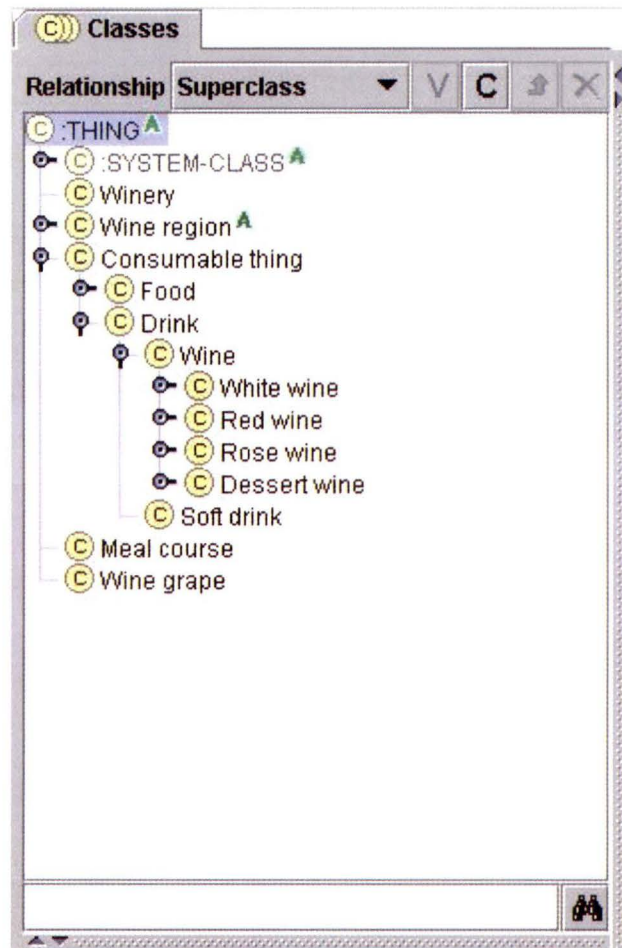 C Classes
Relationship Superclass V C
C :THING A
C :SYSTEM-CLASS A
C Winery
C Wine region A
C Consumable thing
C Food
C Drink
C Wine
C White wine
C Red wine
C Rose wine
C Dessert wine
C Soft drink
C Meal course
C Wine grape